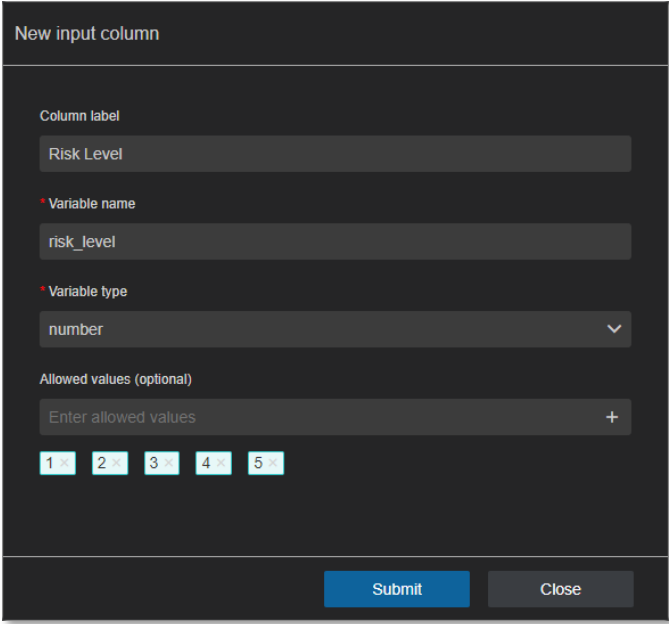 New input column
Column label
Risk Level
* Variable name
risk_level
* Variable type
number
Allowed values (optional)
Enter allowed values +
1 × 2 × 3 × 4 × 5 ×
Submit Close